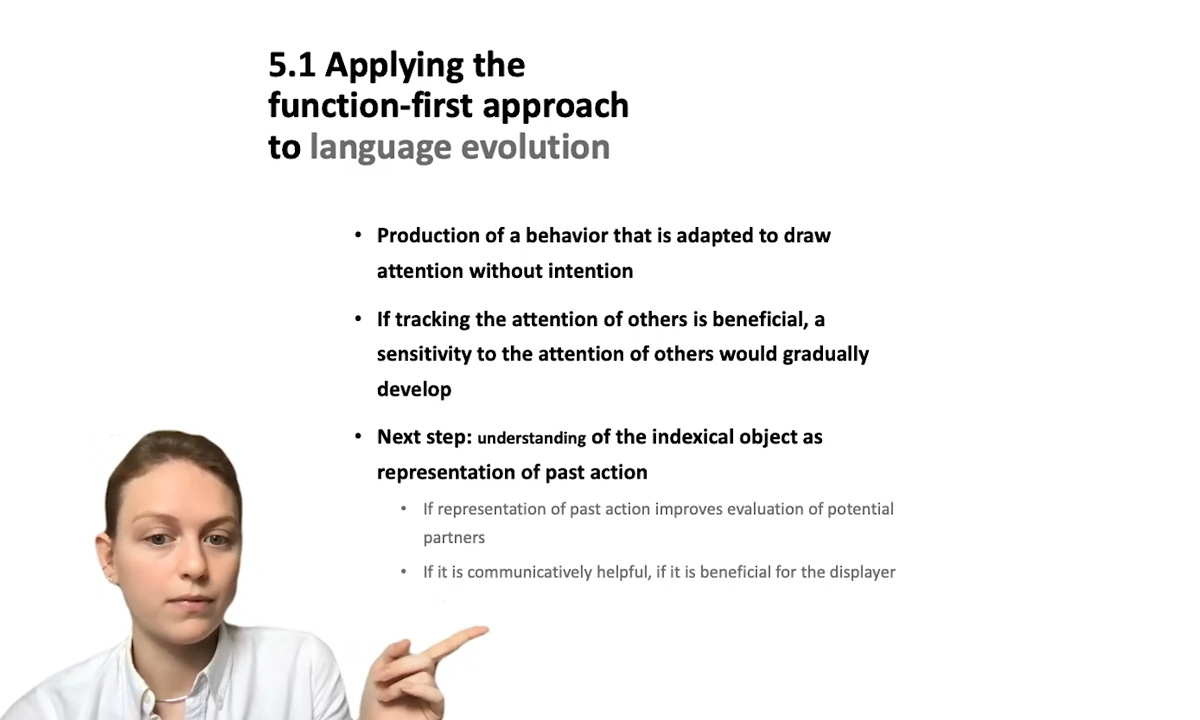 5.1 Applying the
function-first approach
to language evolution
• Production of a behavior that is adapted to draw
attention without intention
• If tracking the attention of others is beneficial, a
sensitivity to the attention of others would gradually
develop
• Next step: understanding of the indexical object as
representation of past action
• If representation of past action improves evaluation of potential
partners
• If it is communicatively helpful, if it is beneficial for the displayer